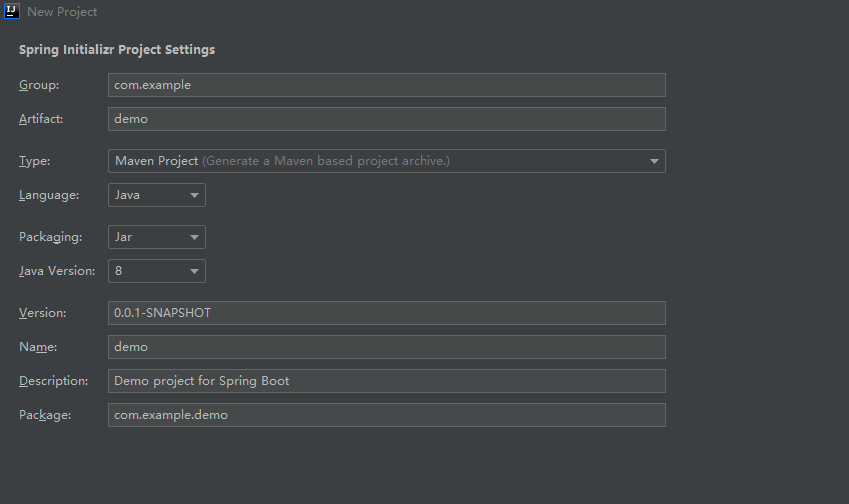 IJ New Project
Spring Initializr Project Settings
Group: com.example
Artifact: demo
Type: Maven Project (Generate a Maven based project archive.)
Language: Java
Packaging: Jar
Java Version: 8
Version: 0.0.1-SNAPSHOT
Name: demo
Description: Demo project for Spring Boot
Package: com.example.demo